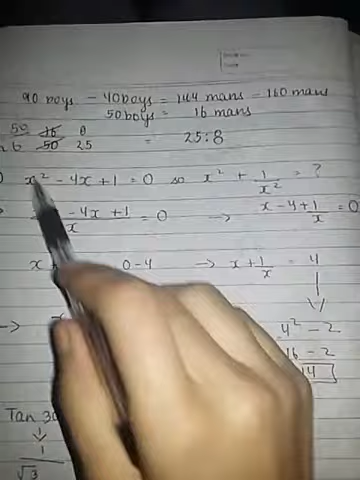 90 boys - 40 boys = 144 mans - 160 mans
50 boys = 16 mans
50 16 8
50 25 = 25:8
x² - 4x + 1 = 0 so x² + 1/x² = ?
- 4x + 1 / x = 0 → x - 4 + 1/x = 0
x 0 - 4 → x + 1/x = 4
→ 4² - 2
16 - 2
14
Tan 30
↓
1/√3